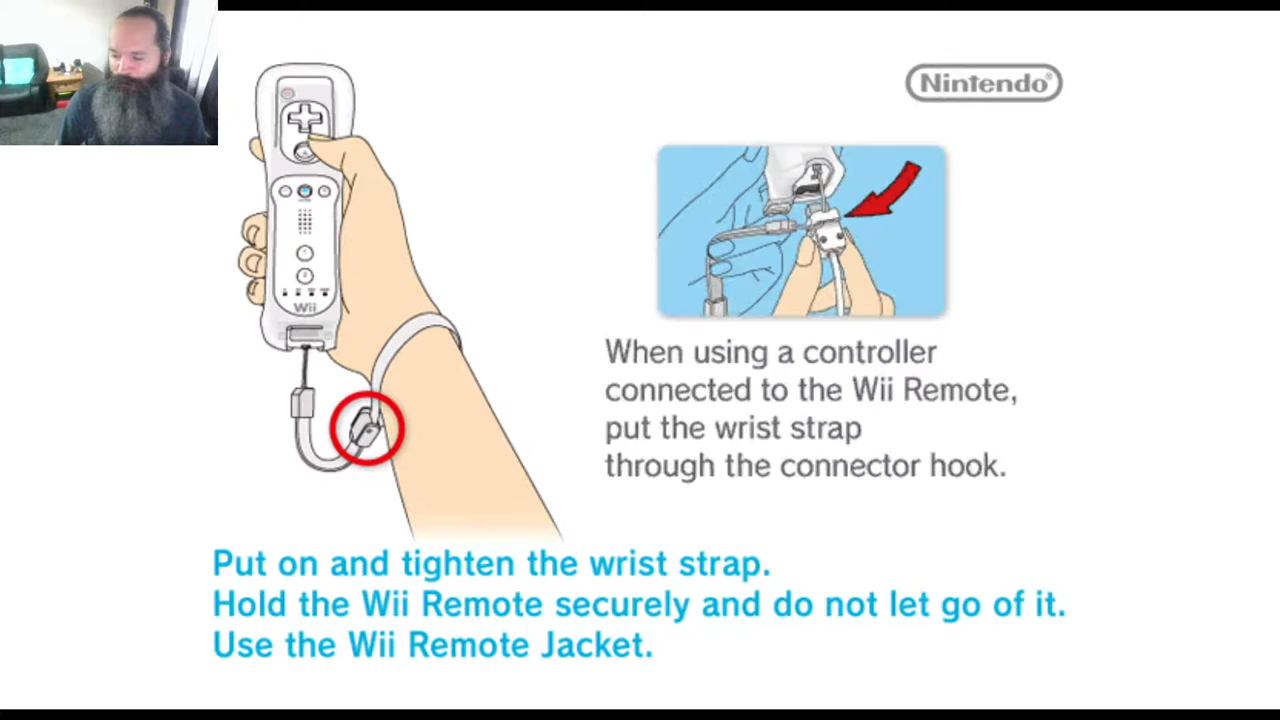 Nintendo®
Wii
When using a controller
connected to the Wii Remote,
put the wrist strap
through the connector hook.
Put on and tighten the wrist strap.
Hold the Wii Remote securely and do not let go of it.
Use the Wii Remote Jacket.